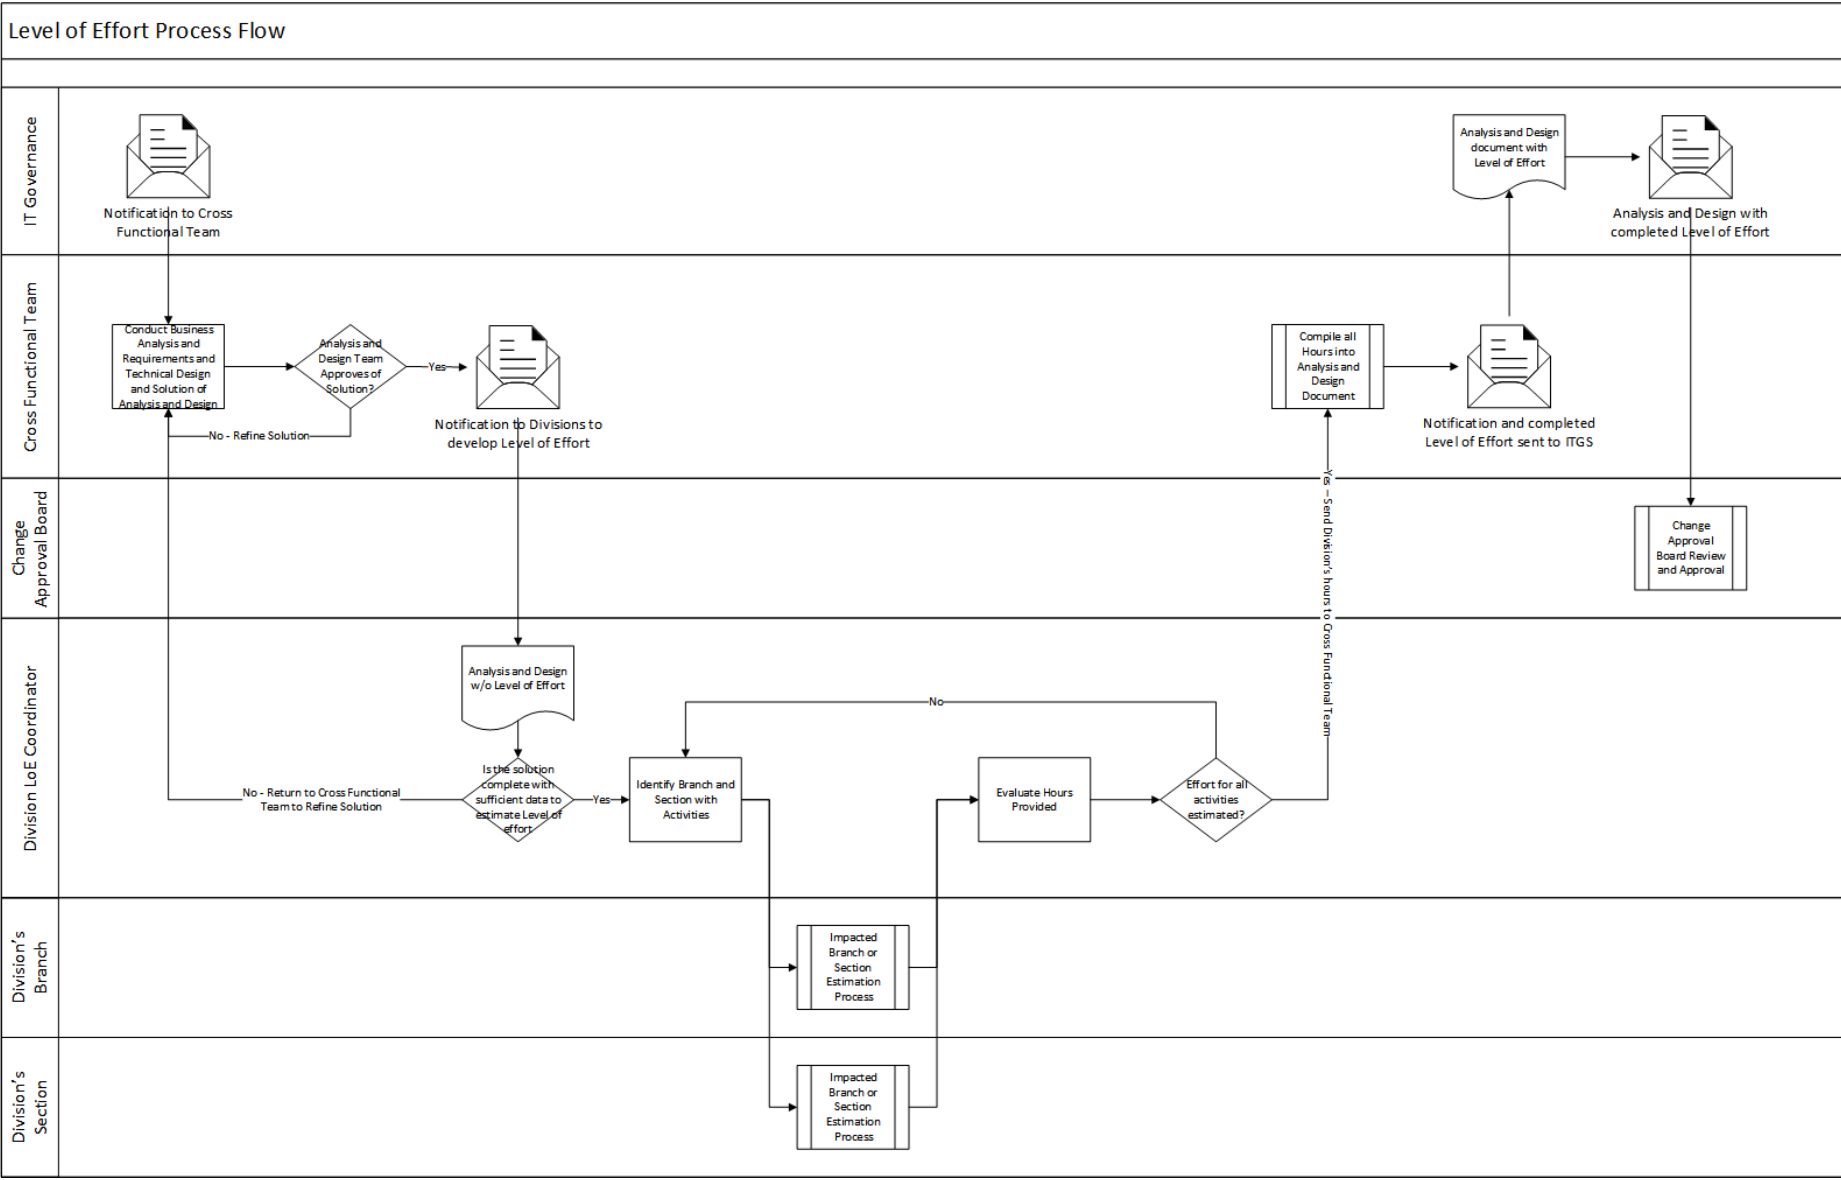 Level of Effort Process Flow
IT Governance
Notification to Cross
Functional Team
Analysis and Design
document with
Level of Effort
Analysis and Design with
completed Level of Effort
Cross Functional Team
Conduct Business
Analysis and
Requirements and
Technical Design
and Solution of
Analysis and Design
Analysis and
Design Team
Approves of
Solution?
Yes
No - Refine Solution
Notification to Divisions to
develop Level of Effort
Compile all
Hours into
Analysis and
Design
Document
Notification and completed
Level of Effort sent to ITGS
Yes – Send Division's hours to Cross Functional Team
Change
Approval Board
Change
Approval
Board Review
and Approval
Division LoE Coordinator
Analysis and Design
w/o Level of Effort
No
Is the solution
complete with
sufficient data to
estimate Level of
effort
No - Return to Cross Functional
Team to Refine Solution
Yes
Identify Branch and
Section with
Activities
Evaluate Hours
Provided
Effort for all
activities
estimated?
Division's
Branch
Impacted
Branch or
Section
Estimation
Process
Division's
Section
Impacted
Branch or
Section
Estimation
Process